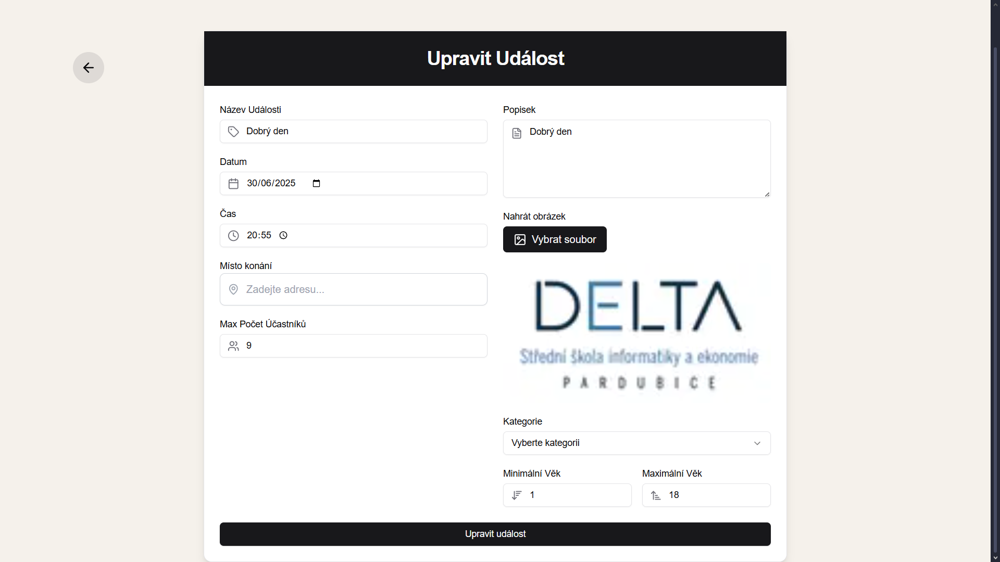 Upravit Událost
Název Události
Dobrý den
Datum
30/06/2025
Čas
20:55
Místo konání
Zadejte adresu...
Max Počet Účastníků
9
Popisek
Dobrý den
Nahrát obrázek
Vybrat soubor
DELTA
Střední škola informatiky a ekonomie
PARDUBICE
Kategorie
Vyberte kategorii
Minimální Věk
1
Maximální Věk
18
Upravit událost